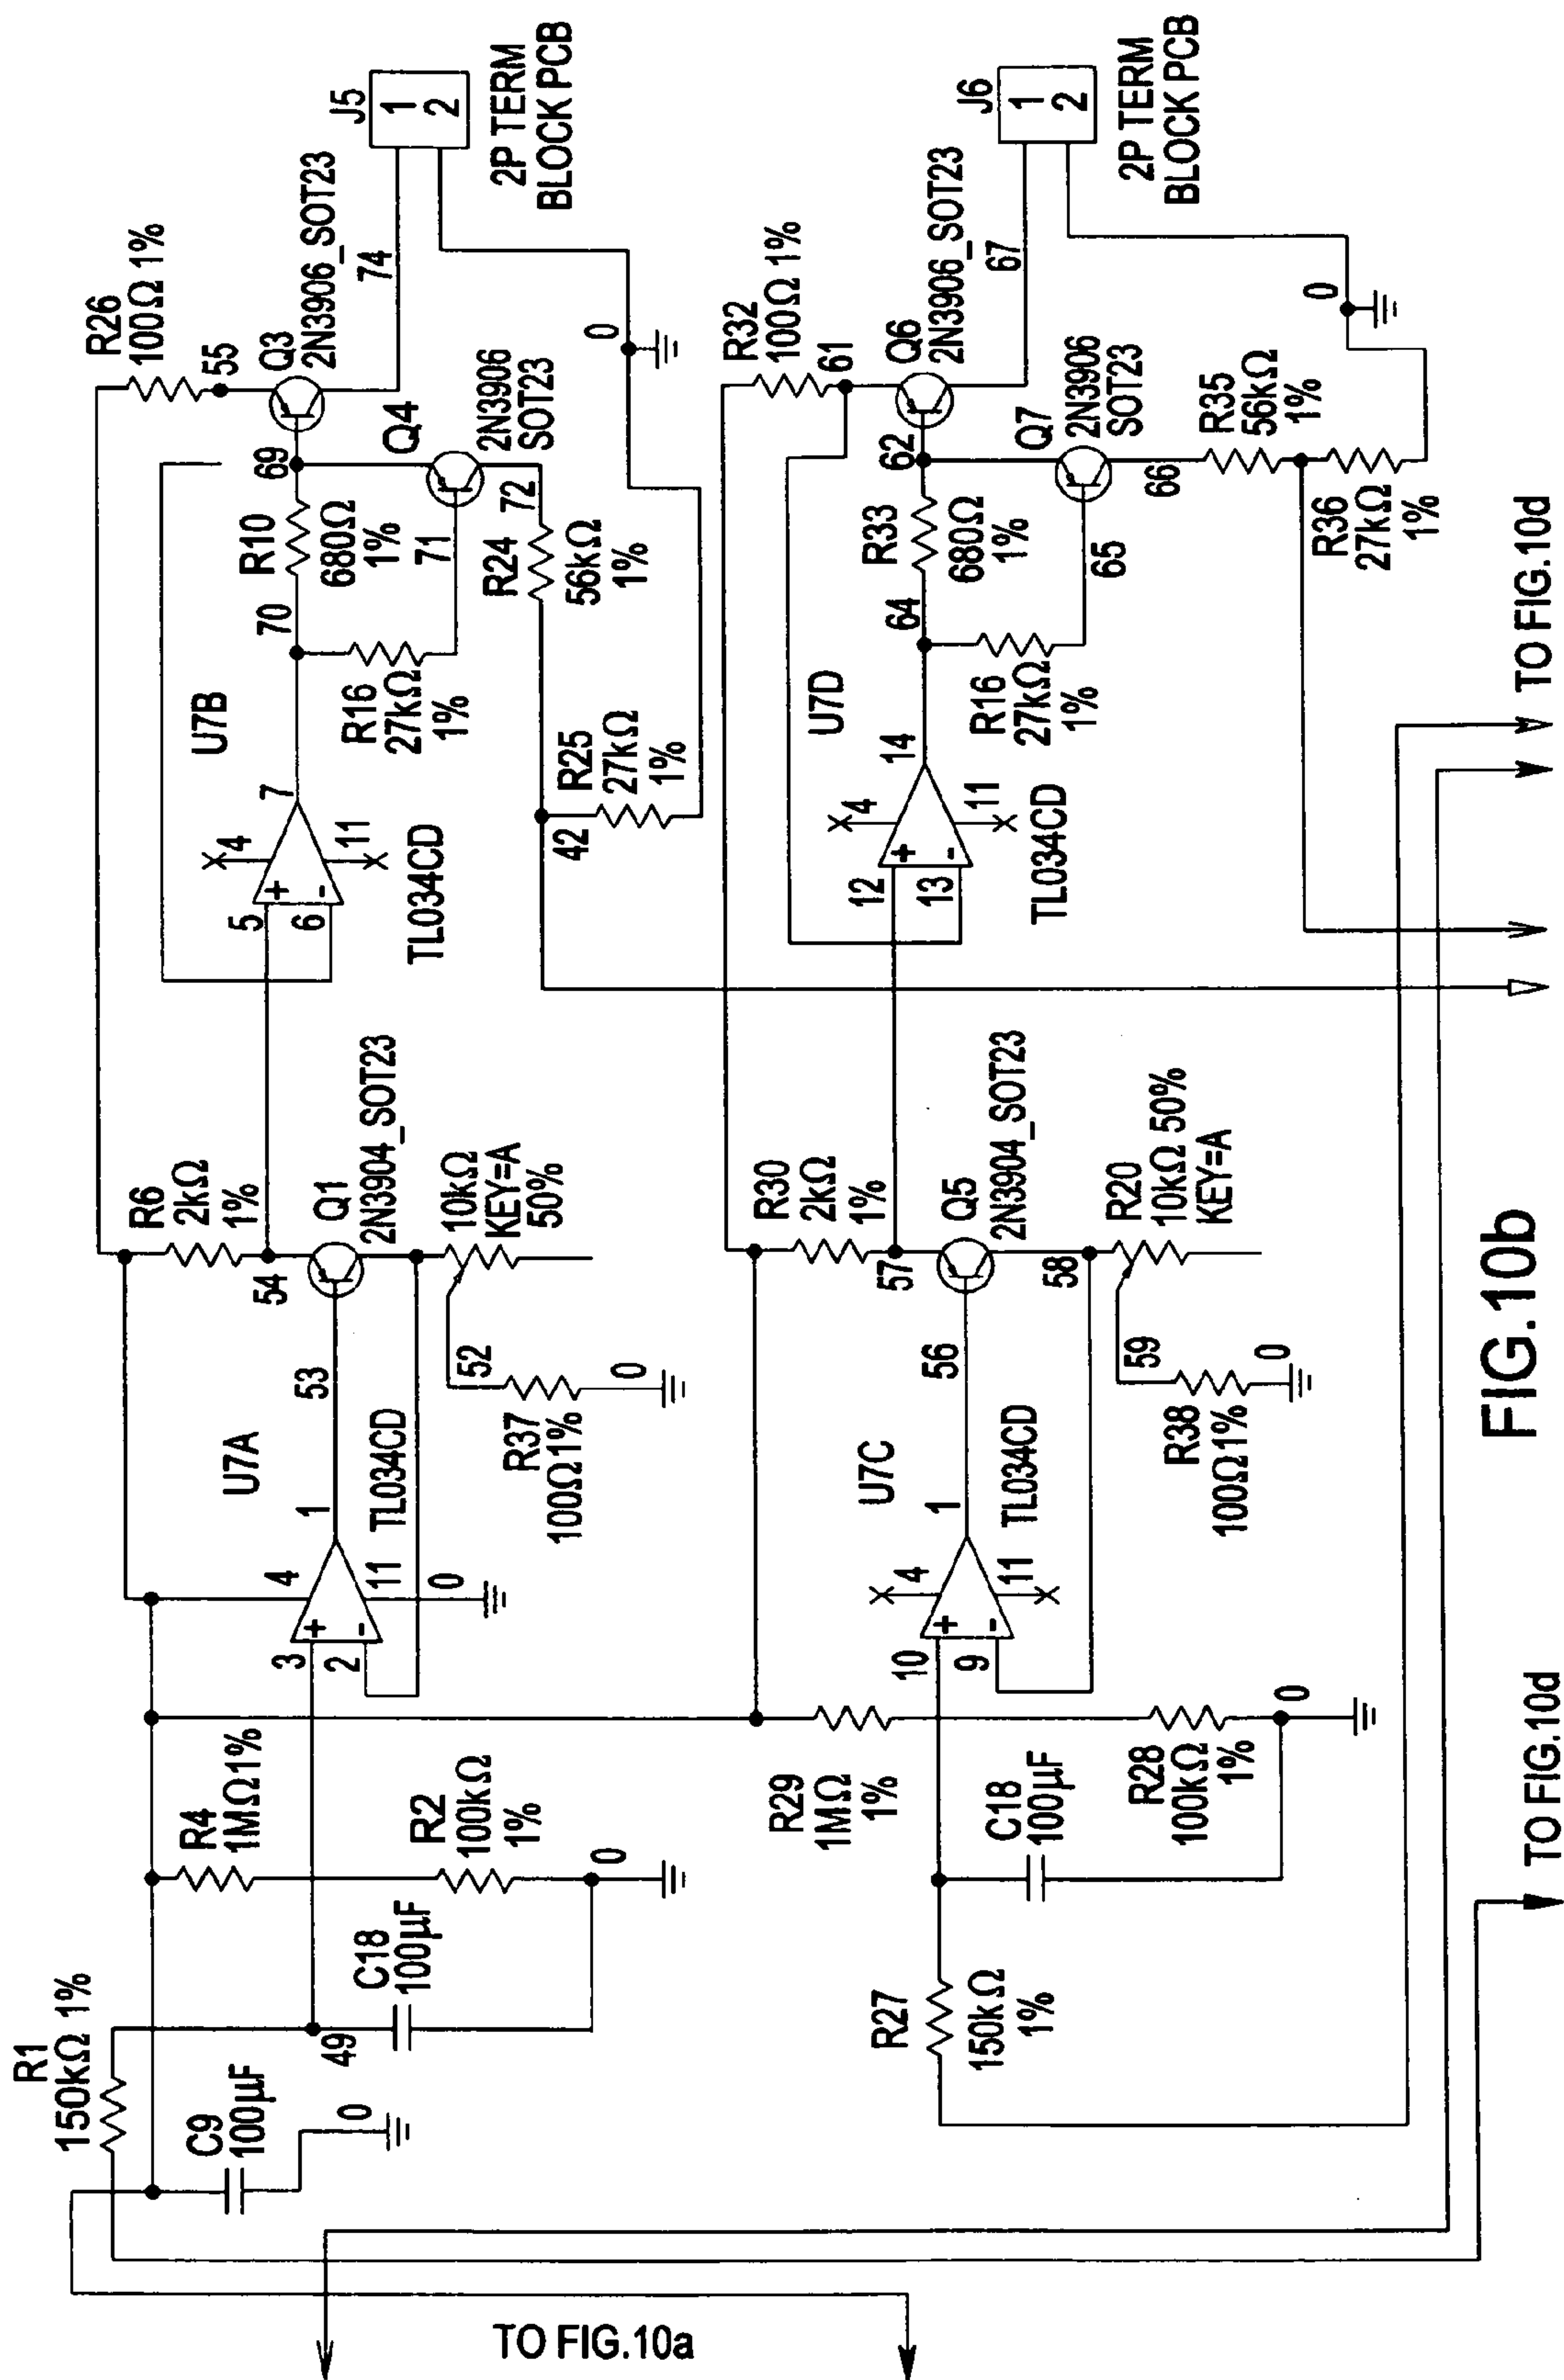 R1
150kΩ 1%
C9
100µF
0
49
C18
100µF
R4
1MΩ1%
R2
100kΩ
1%
0
3
2
+
-
4
11
0
1
U7A
TL034CD
53
R6
2kΩ
1%
54
Q1
2N3904_SOT23
10kΩ
KEY=A
50%
52
R37
100Ω1%
0
5
6
+
-
4
11
7
U7B
TL034CD
70
R10
680Ω
1%
69
R16
27kΩ
1%
71
R26
100Ω 1%
55
Q3
2N3906_SOT23
74
Q4
2N3906
SOT23
72
R24
56kΩ
1%
42
R25
27kΩ
1%
0
J5
1
2
2P TERM
BLOCK PCB
R27
150kΩ
1%
C18
100µF
R29
1MΩ
1%
R28
100kΩ
1%
0
10
9
+
-
4
11
1
U7C
TL034CD
56
R30
2kΩ
1%
57
Q5
2N3904_SOT23
58
R20
10kΩ 50%
KEY=A
59
R38
100Ω1%
0
12
13
+
-
4
11
14
U7D
TL034CD
64
R33
680Ω
1%
62
R16
27kΩ
1%
65
R32
100Ω 1%
61
Q6
2N3906_SOT23
67
Q7
2N3906
SOT23
66
R35
56kΩ
1%
R36
27kΩ
1%
0
J6
1
2
2P TERM
BLOCK PCB
TO FIG.10a
TO FIG.10d
TO FIG.10d
FIG.10b